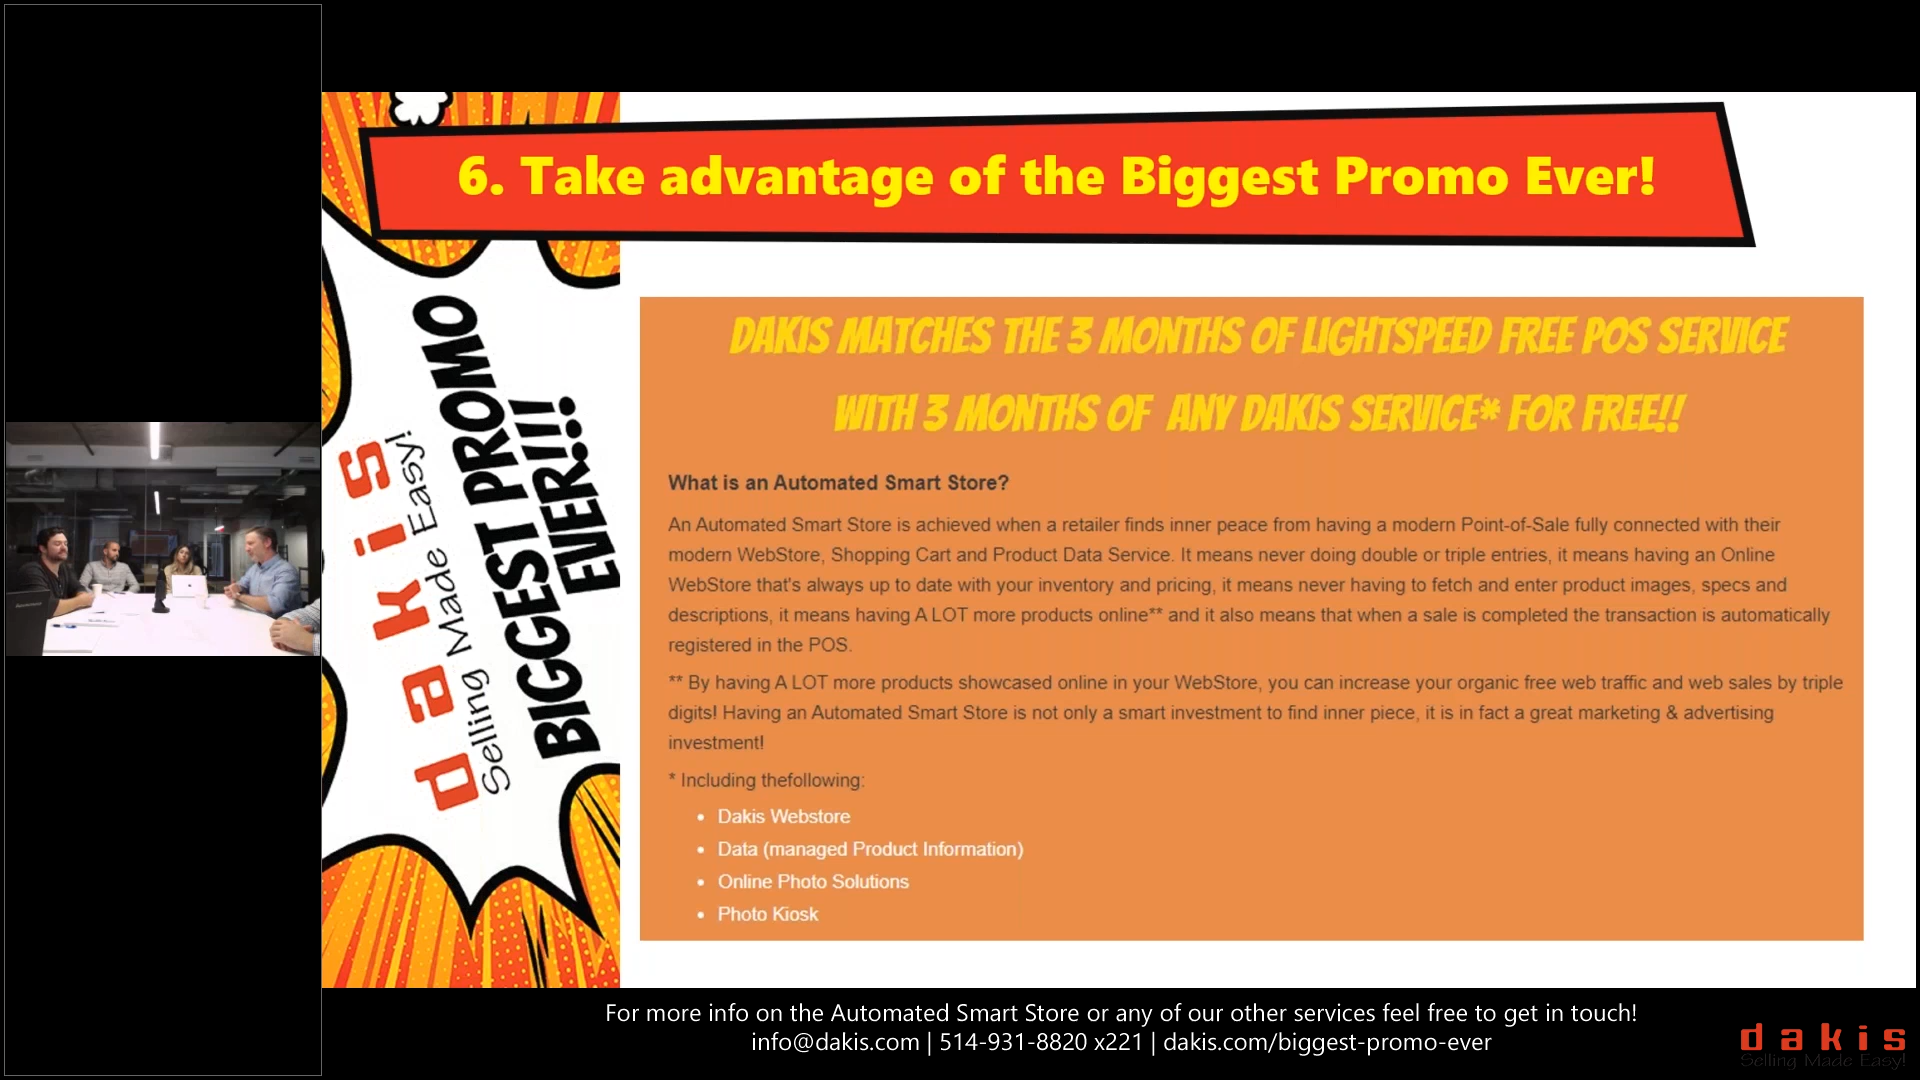 6. Take advantage of the Biggest Promo Ever!
dakis
Selling Made Easy!
BIGGEST PROMO
EVER!!!
DAKIS MATCHES THE 3 MONTHS OF LIGHTSPEED FREE POS SERVICE
WITH 3 MONTHS OF ANY DAKIS SERVICE* FOR FREE!!
What is an Automated Smart Store?
An Automated Smart Store is achieved when a retailer finds inner peace from having a modern Point-of-Sale fully connected with their
modern WebStore, Shopping Cart and Product Data Service. It means never doing double or triple entries, it means having an Online
WebStore that's always up to date with your inventory and pricing, it means never having to fetch and enter product images, specs and
descriptions, it means having A LOT more products online** and it also means that when a sale is completed the transaction is automatically
registered in the POS.
** By having A LOT more products showcased online in your WebStore, you can increase your organic free web traffic and web sales by triple
digits! Having an Automated Smart Store is not only a smart investment to find inner piece, it is in fact a great marketing & advertising
investment!
* Including thefollowing:
• Dakis Webstore
• Data (managed Product Information)
• Online Photo Solutions
• Photo Kiosk
For more info on the Automated Smart Store or any of our other services feel free to get in touch!
info@dakis.com | 514-931-8820 x221 | dakis.com/biggest-promo-ever
dakis
Selling Made Easy!